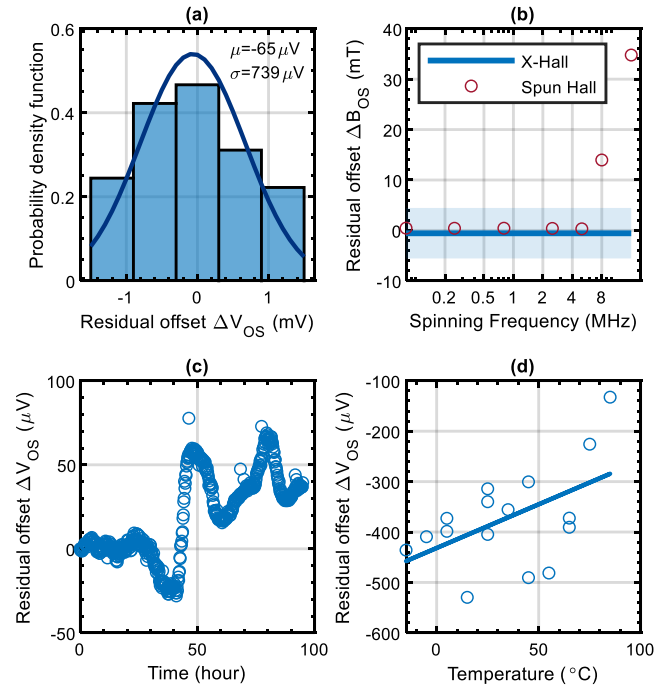 (a)
0.6
0.4
0.2
0
-1
0
1
Probability density function
Residual offset ΔV_OS (mV)
μ=-65μV
σ=739μV
(b)
40
30
20
10
0
-10
0.2
0.5
1
2
4
8
Residual offset ΔB_OS (mT)
Spinning Frequency (MHz)
X-Hall
Spun Hall
(c)
100
50
0
-50
0
50
100
Residual offset ΔV_OS (μV)
Time (hour)
(d)
-100
-200
-300
-400
-500
-600
0
50
100
Residual offset ΔV_OS (μV)
Temperature (°C)